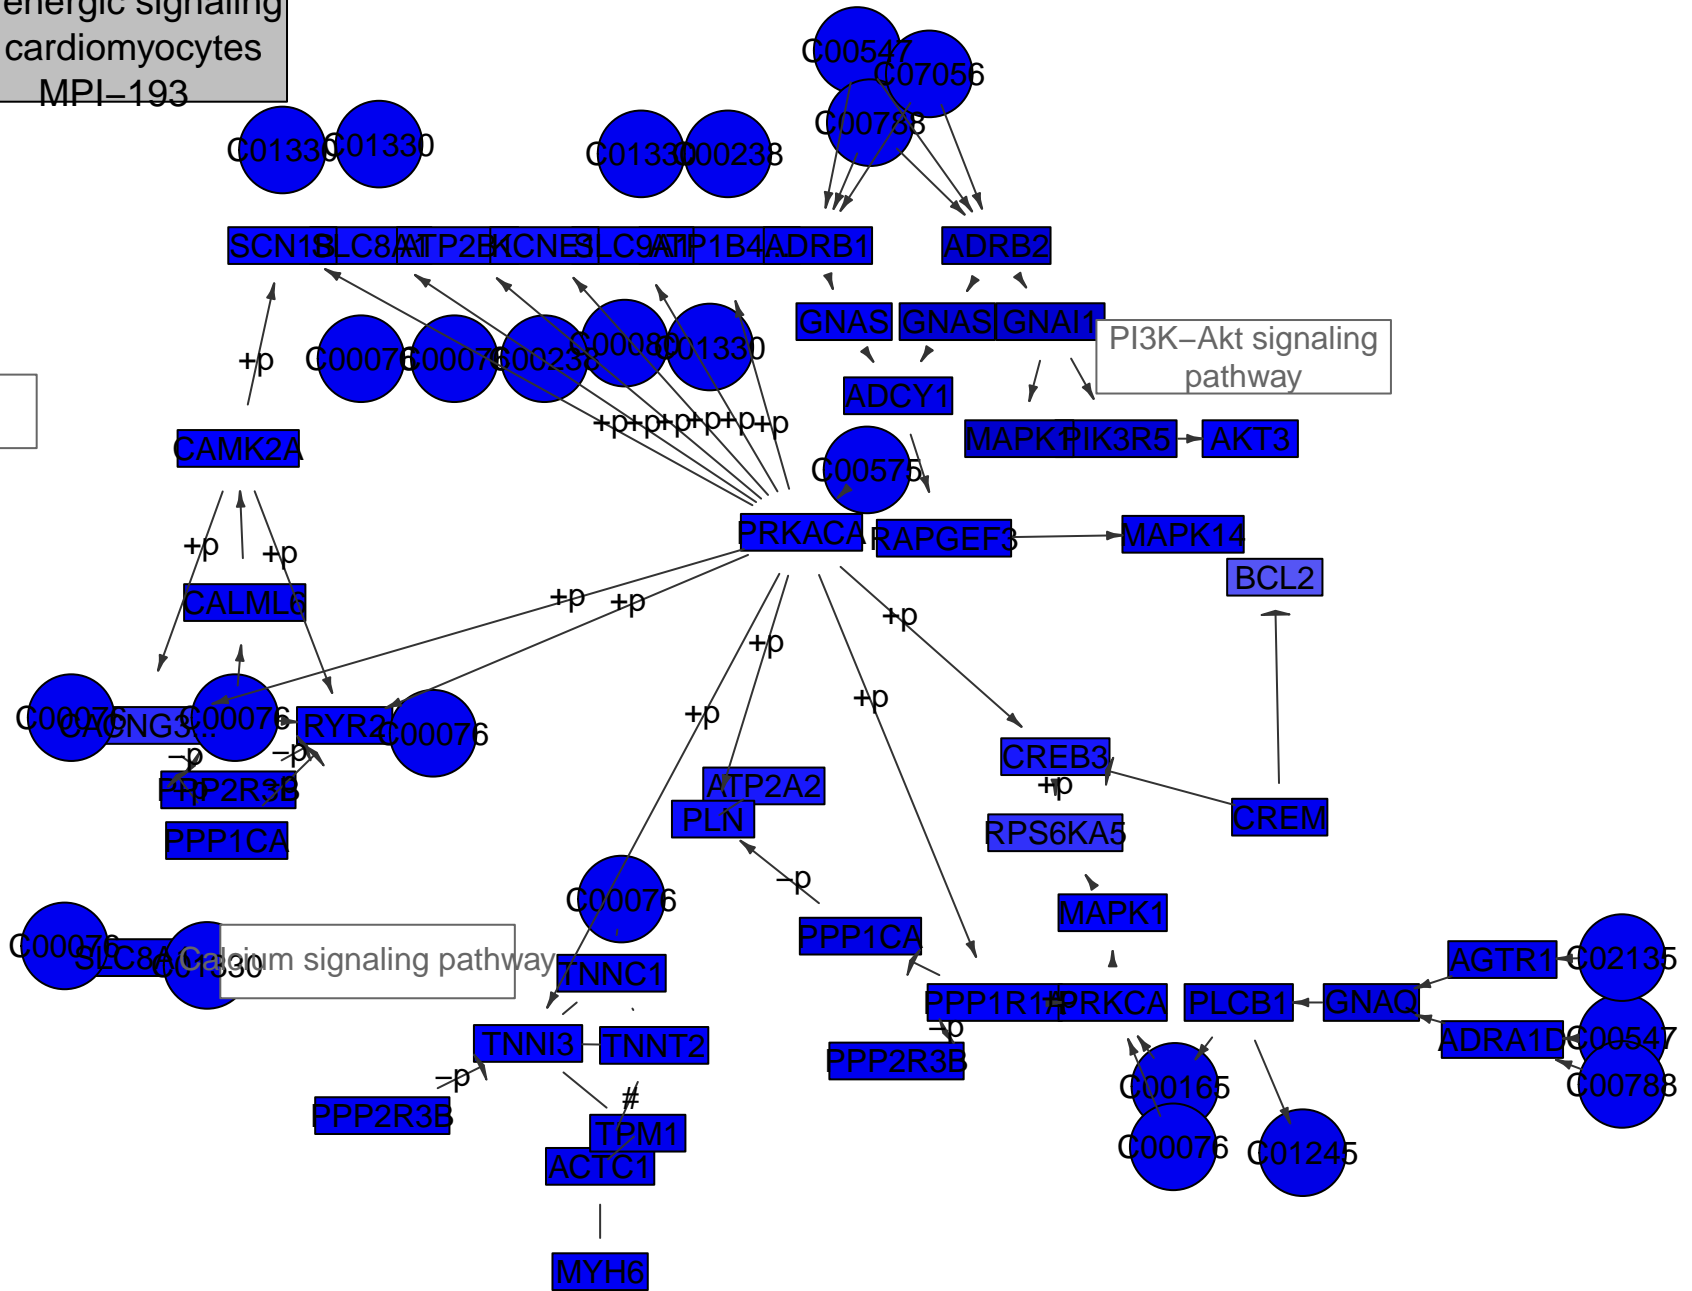 energic signaling
cardiomyocytes
MPI−193
C00547
C07056
C00788
C01330
C01330
C01330
C00238
SCN1B
SLC8A1
ATP2B
KCNE1
SLC9A1
ATP1B4...
ADRB1
ADRB2
GNAS
GNAS
GNAI1
PI3K−Akt signaling
pathway
C00076
C00076
C00238
C00080
C01330
+p
ADCY1
+p
+p
+p
+p
+p
+p
CAMK2A
MAPK1
PIK3R5
AKT3
C00575
PRKACA
RAPGEF3
MAPK14
+p
+p
BCL2
CALML6
+p
+p
+p
+p
+p
+p
C00076
CACNG3...
C00076
RYR2
C00076
−p
−p
CREB3
+p
PPP2R3B
+p
ATP2A2
PLN
CREM
PPP1CA
RPS6KA5
−p
C00076
MAPK1
PPP1CA
C00076
SLC8A
C01330
Calcium signaling pathway
TNNC1
AGTR1
C02135
PPP1R1A
PRKCA
PLCB1
GNAQ
−p
TNNI3
TNNT2
PPP2R3B
ADRA1D
C00547
−p
C00165
C00788
#
PPP2R3B
TPM1
C00076
C01245
ACTC1
MYH6